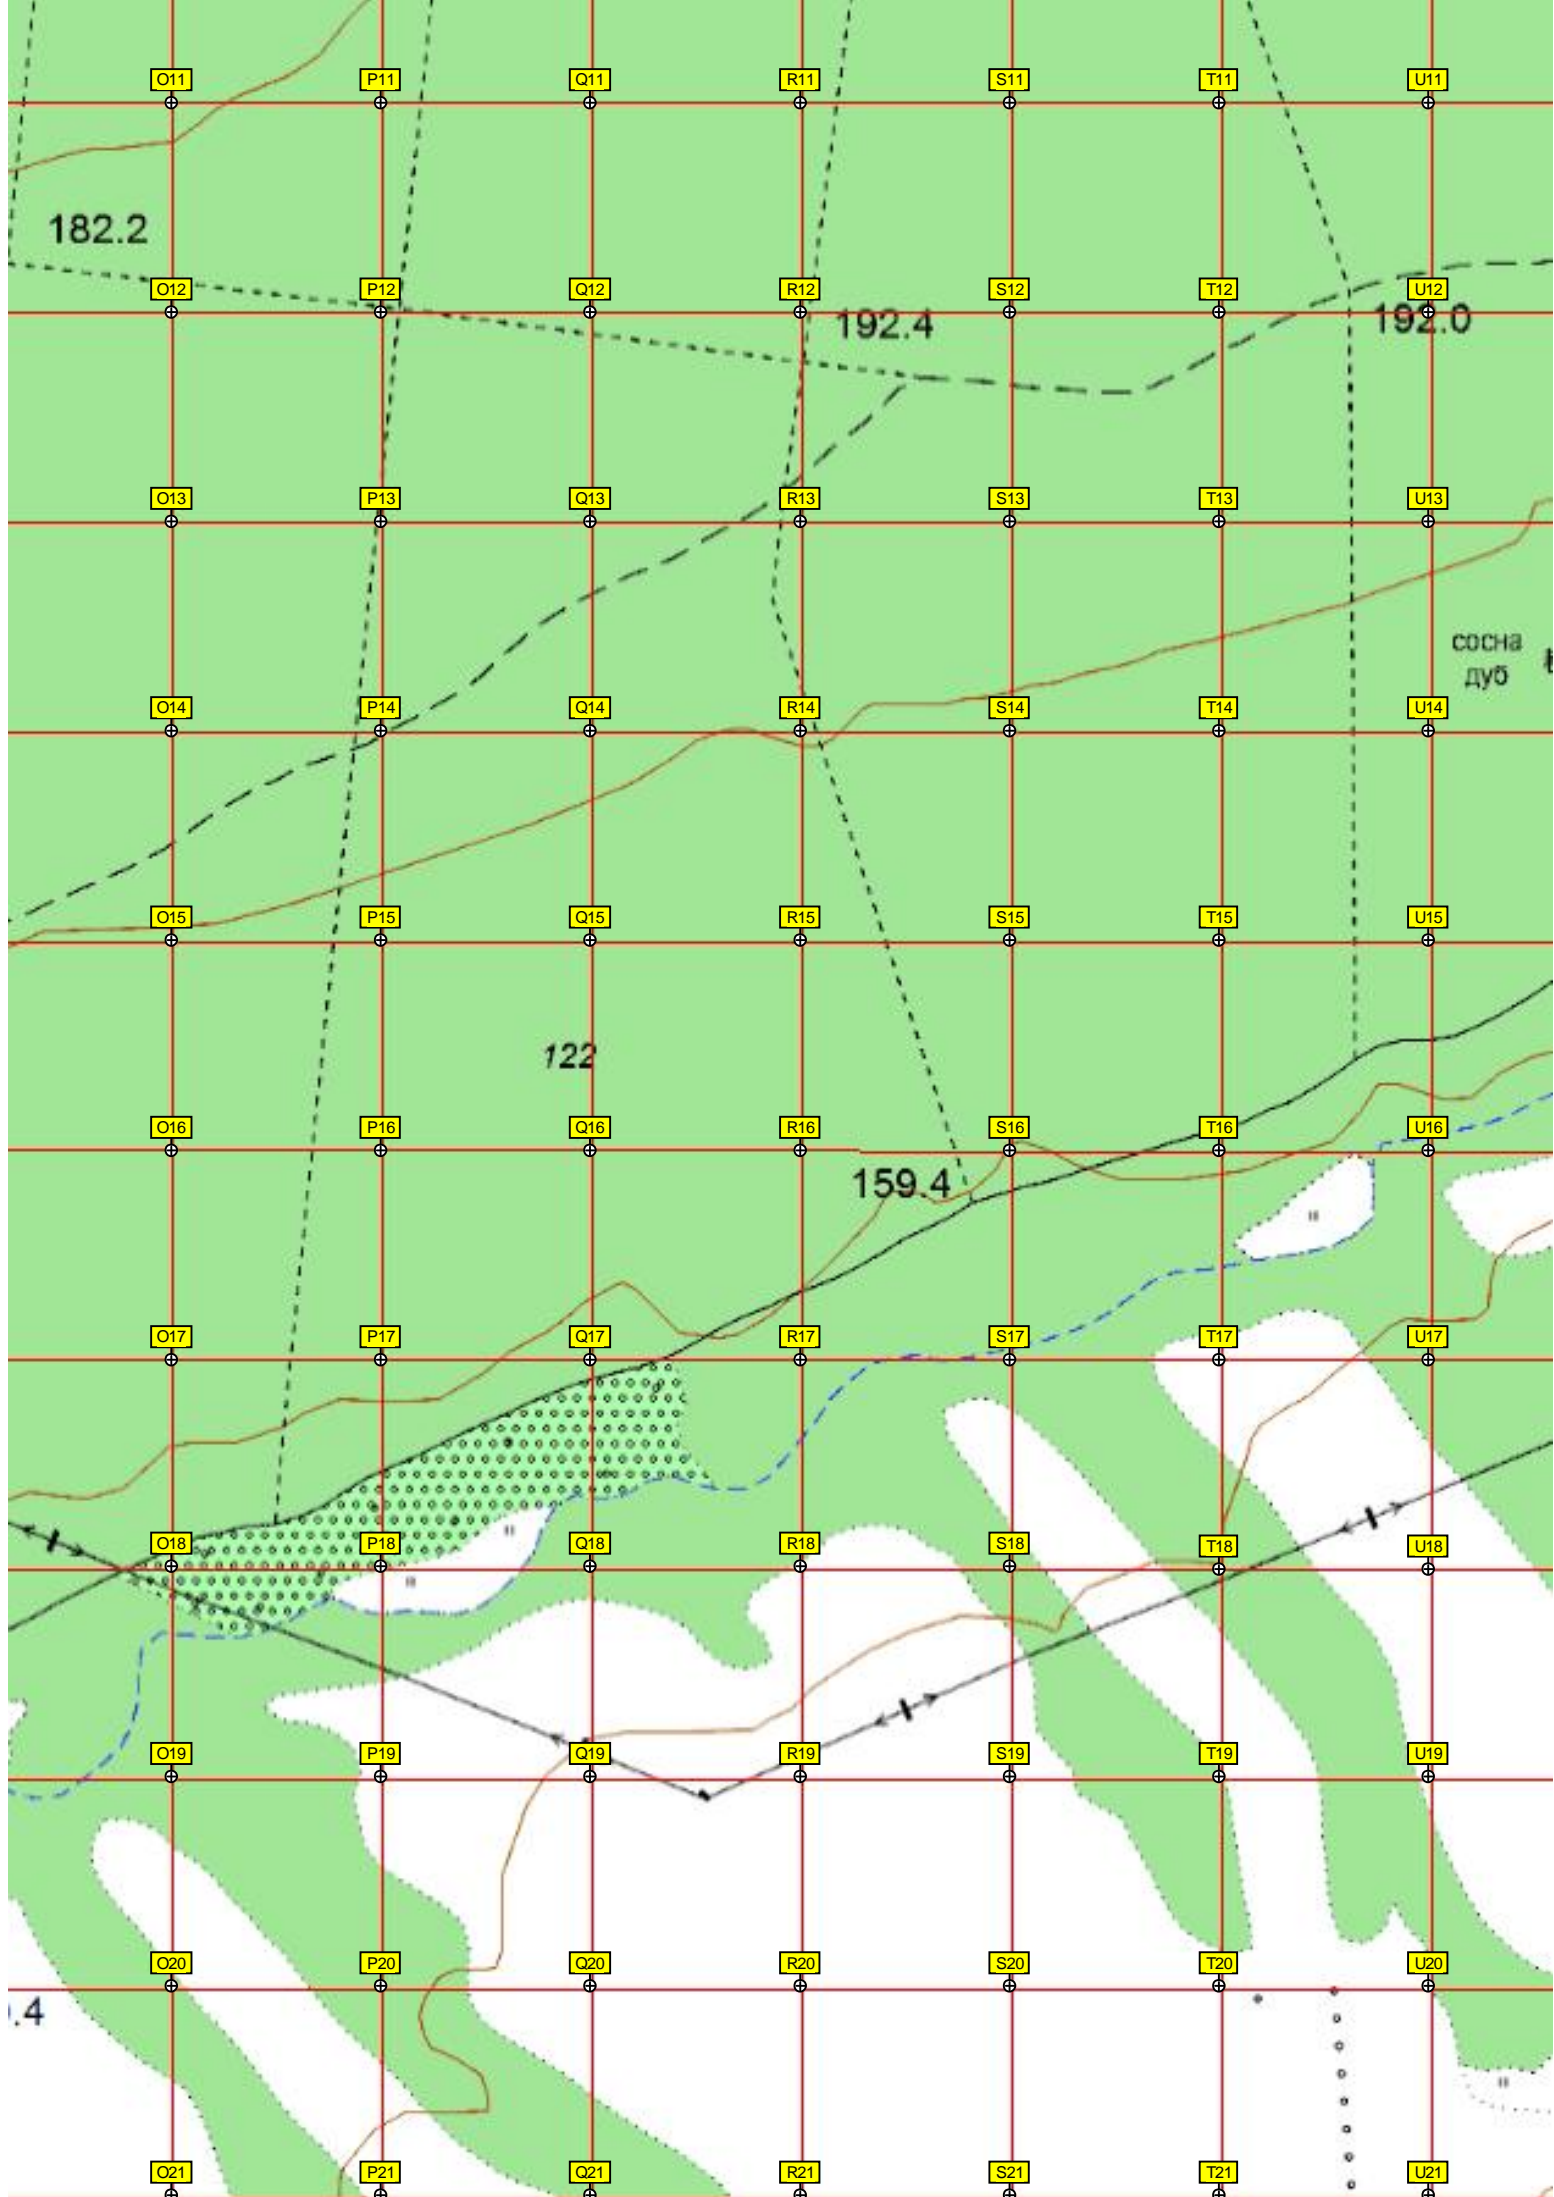 O11 P11 Q11 R11 S11 T11 U11
182.2
O12 P12 Q12 R12 S12 T12 U12
192.4 192.0
O13 P13 Q13 R13 S13 T13 U13
сосна
дуб
O14 P14 Q14 R14 S14 T14 U14
O15 P15 Q15 R15 S15 T15 U15
122
O16 P16 Q16 R16 S16 T16 U16
159.4
O17 P17 Q17 R17 S17 T17 U17
O18 P18 Q18 R18 S18 T18 U18
O19 P19 Q19 R19 S19 T19 U19
O20 P20 Q20 R20 S20 T20 U20
.4
O21 P21 Q21 R21 S21 T21 U21